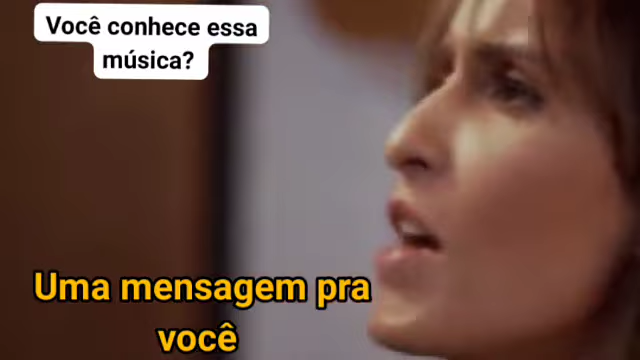 Você conhece essa
música?
Uma mensagem pra
você